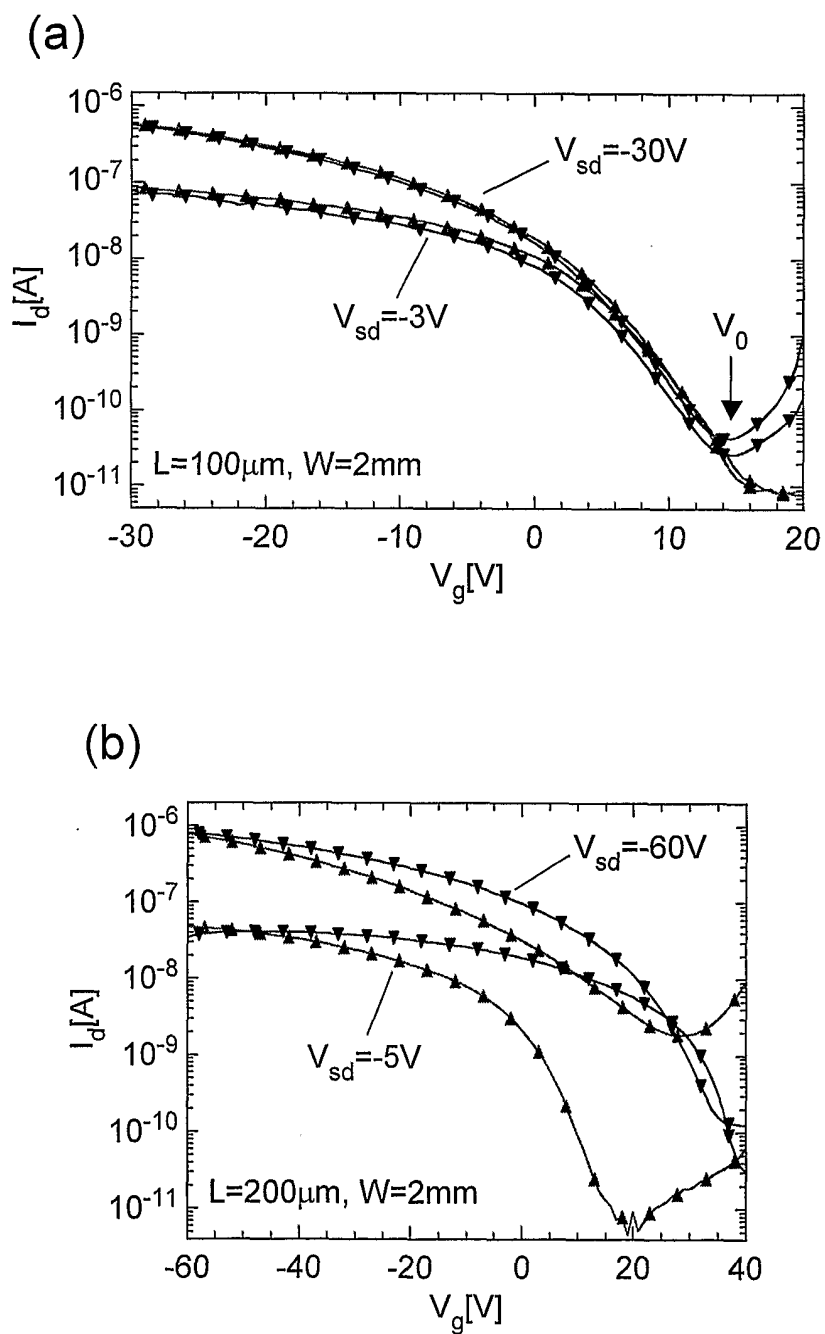 (a)
10^-6
10^-7
10^-8
10^-9
10^-10
10^-11
I_d[A]
V_sd=-30V
V_sd=-3V
V_0
L=100μm, W=2mm
-30 -20 -10 0 10 20
V_g[V]
(b)
10^-6
10^-7
10^-8
10^-9
10^-10
10^-11
I_d[A]
V_sd=-60V
V_sd=-5V
L=200μm, W=2mm
-60 -40 -20 0 20 40
V_g[V]